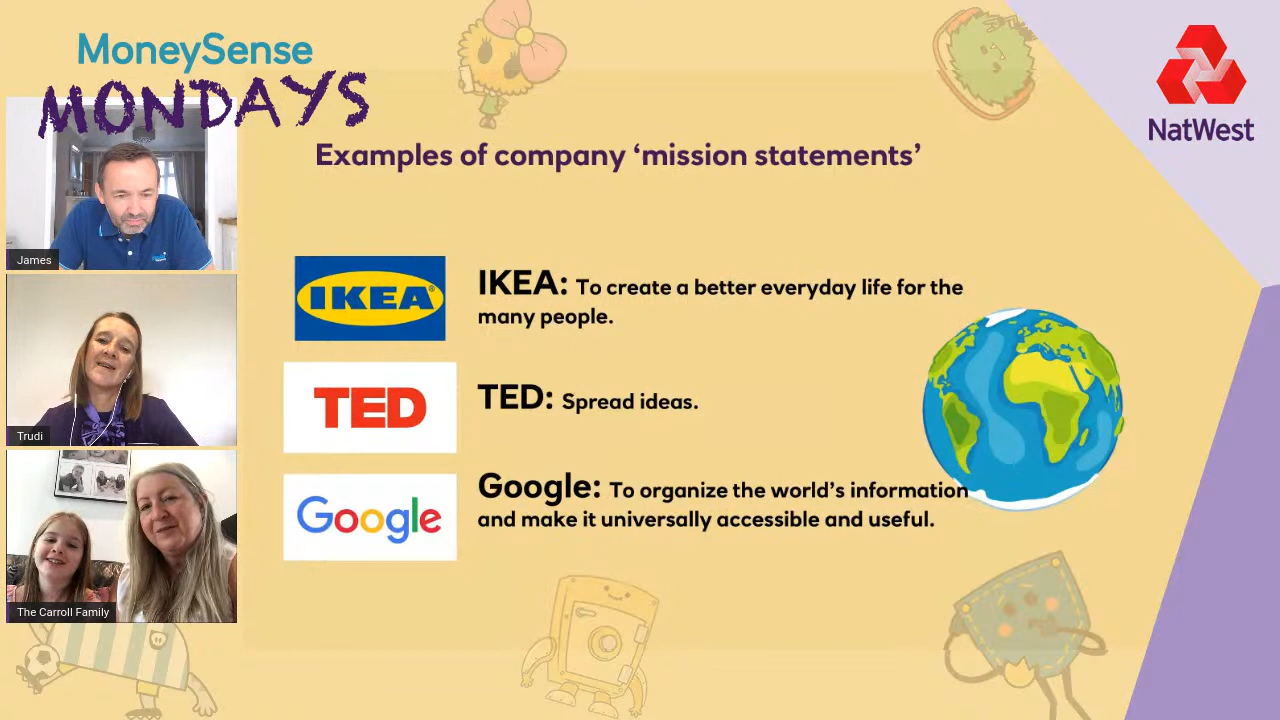 MoneySense
MONDAYS
NatWest
Examples of company ‘mission statements’
James
IKEA®
IKEA: To create a better everyday life for the
many people.
TED
TED: Spread ideas.
Trudi
Google
Google: To organize the world’s information
and make it universally accessible and useful.
The Carroll Family